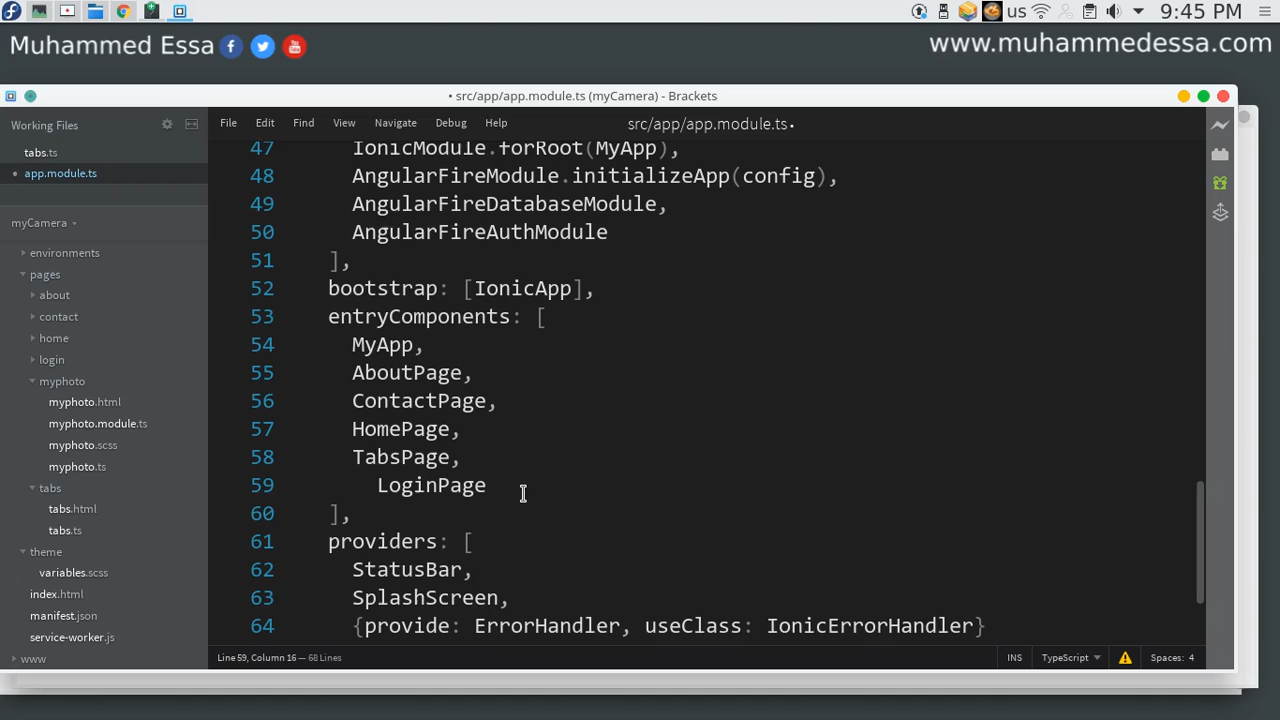 us
9:45 PM
Muhammed Essa
www.muhammedessa.com
• src/app/app.module.ts (myCamera) - Brackets
Working Files
File Edit Find View Navigate Debug Help
src/app/app.module.ts •
tabs.ts
• app.module.ts
myCamera
environments
pages
about
contact
home
login
myphoto
myphoto.html
myphoto.module.ts
myphoto.scss
myphoto.ts
tabs
tabs.html
tabs.ts
theme
variables.scss
index.html
manifest.json
service-worker.js
www
47 IonicModule.forRoot(MyApp),
48 AngularFireModule.initializeApp(config),
49 AngularFireDatabaseModule,
50 AngularFireAuthModule
51 ],
52 bootstrap: [IonicApp],
53 entryComponents: [
54 MyApp,
55 AboutPage,
56 ContactPage,
57 HomePage,
58 TabsPage,
59 LoginPage
60 ],
61 providers: [
62 StatusBar,
63 SplashScreen,
64 {provide: ErrorHandler, useClass: IonicErrorHandler}
Line 59, Column 16 — 68 Lines
INS
TypeScript
Spaces: 4